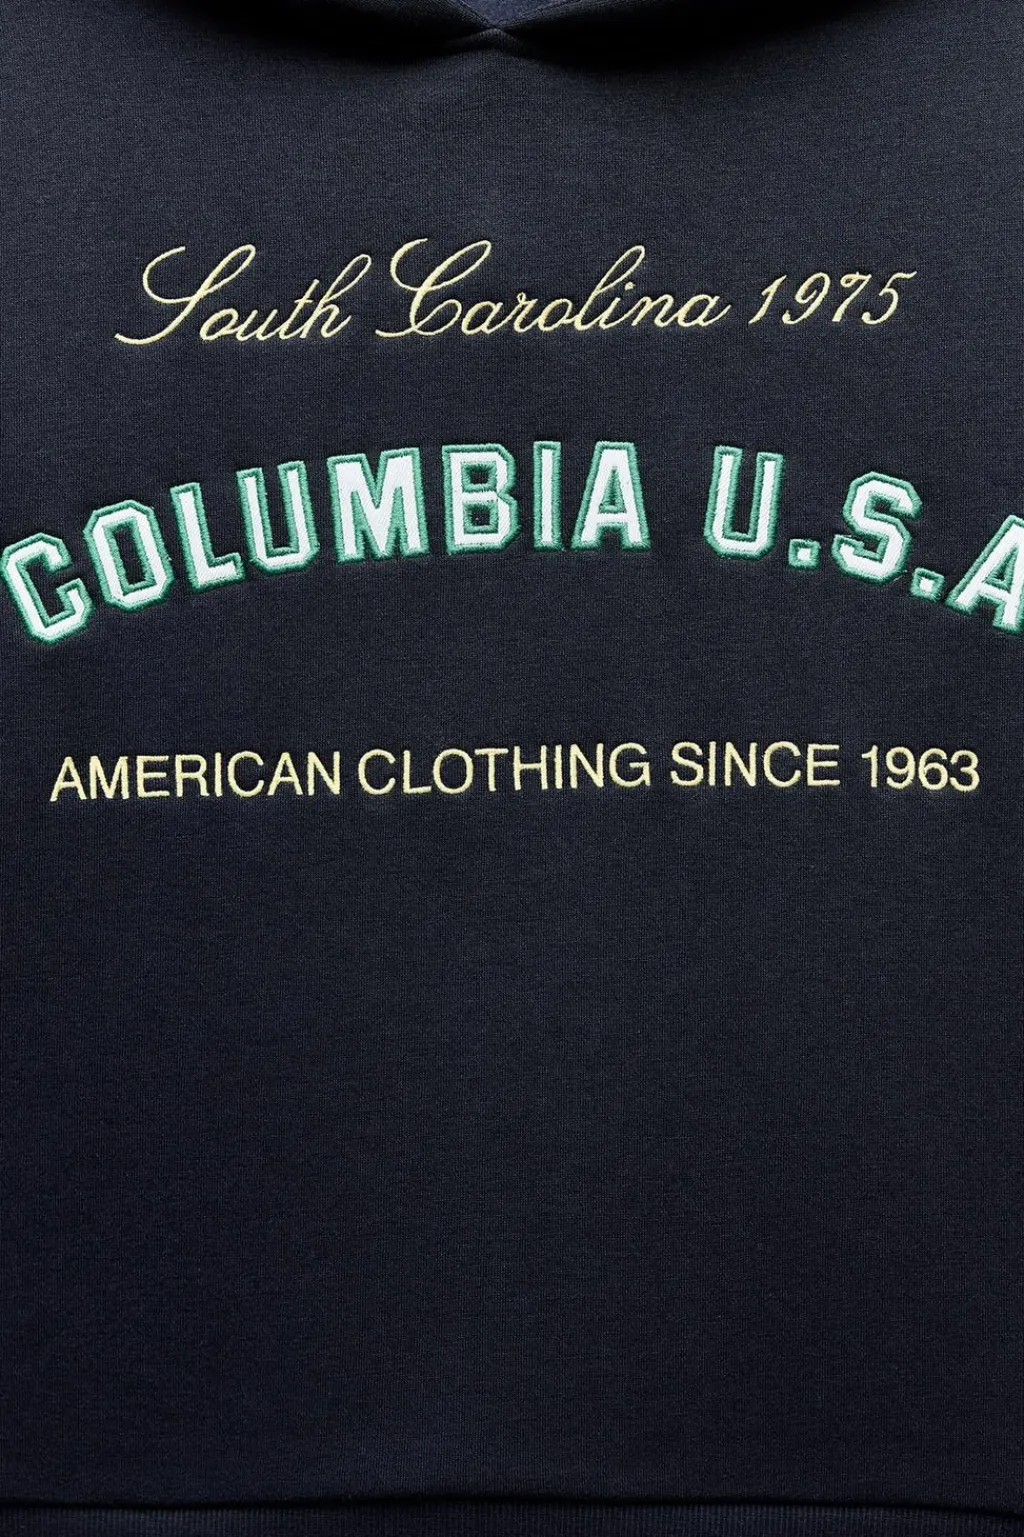 South Carolina 1975
COLUMBIA U.S.A
AMERICAN CLOTHING SINCE 1963